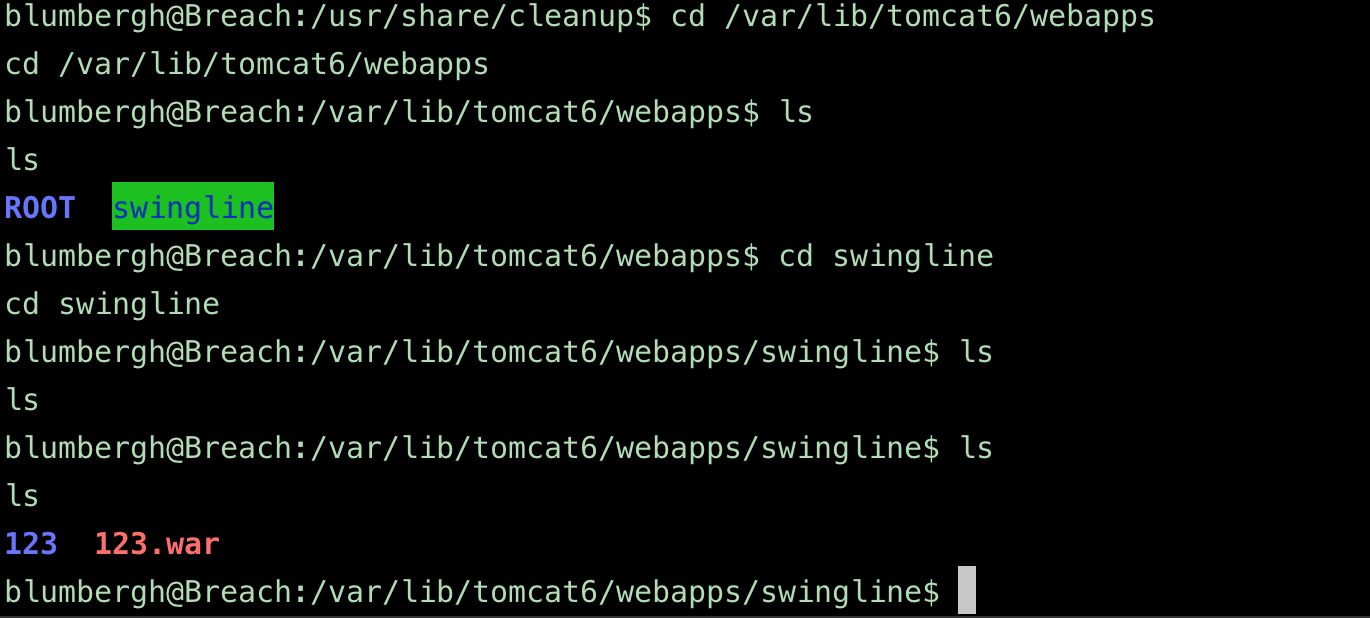 blumbergh@Breach:/usr/share/cleanup$ cd /var/lib/tomcat6/webapps
cd /var/lib/tomcat6/webapps
blumbergh@Breach:/var/lib/tomcat6/webapps$ ls
ls
ROOT  swingline
blumbergh@Breach:/var/lib/tomcat6/webapps$ cd swingline
cd swingline
blumbergh@Breach:/var/lib/tomcat6/webapps/swingline$ ls
ls
blumbergh@Breach:/var/lib/tomcat6/webapps/swingline$ ls
ls
123  123.war
blumbergh@Breach:/var/lib/tomcat6/webapps/swingline$